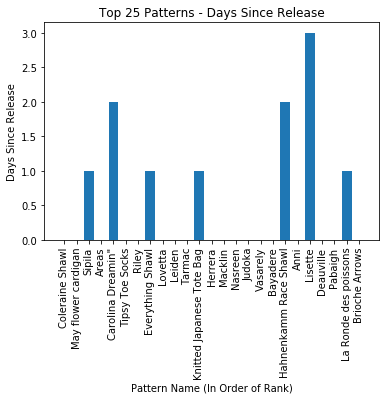 Top 25 Patterns - Days Since Release
Days Since Release
3.0
2.5
2.0
1.5
1.0
0.5
0.0
Coleraine Shawl
May flower cardigan
Sipila
Areas
Carolina Dreamin"
Tipsy Toe Socks
Riley
Everything Shawl
Lovetta
Leiden
Tarmac
Knitted Japanese Tote Bag
Herrera
Macklin
Nasreen
Judoka
Vasarely
Bayadere
Hahnenkamm Race Shawl
Anni
Lisette
Deauville
Pabaigh
La Ronde des poissons
Brioche Arrows
Pattern Name (In Order of Rank)